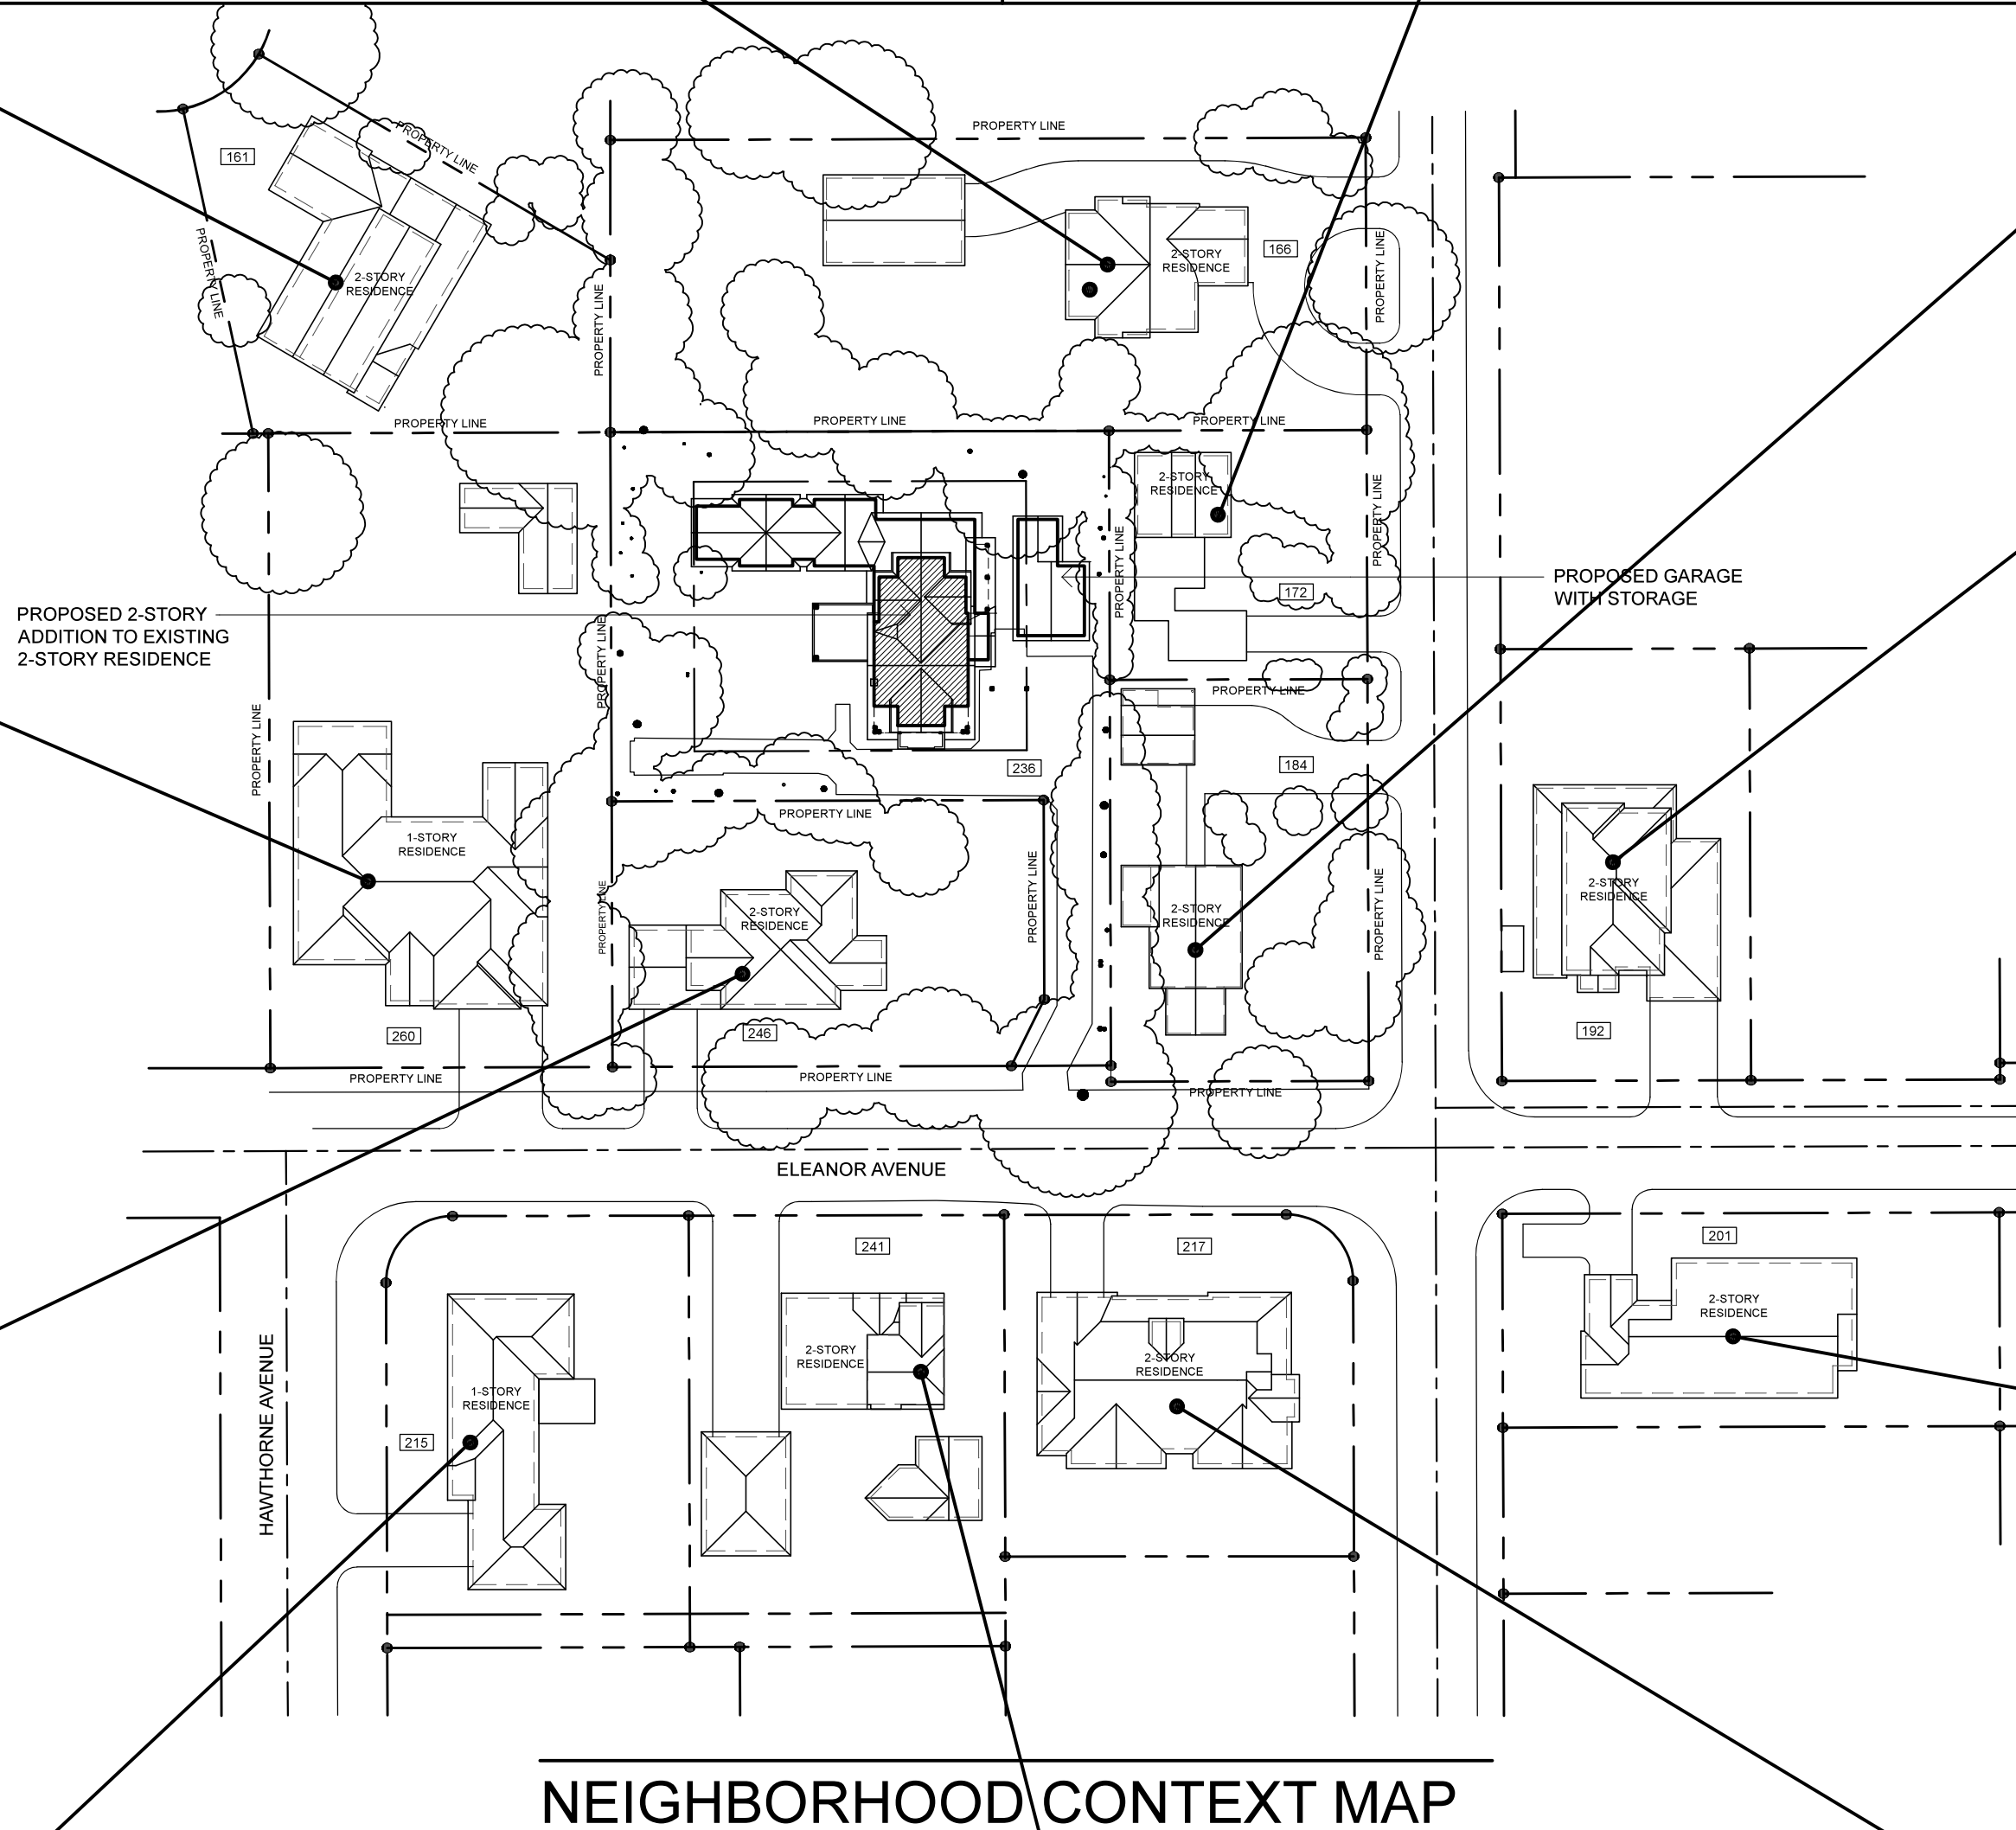 PROPERTY LINE
PROPERTY LINE
161
PROPERTY LINE
2-STORY
RESIDENCE
2-STORY
RESIDENCE
166
PROPERTY LINE
PROPERTY LINE
PROPERTY LINE
PROPERTY LINE
PROPERTY LINE
2-STORY
RESIDENCE
PROPERTY LINE
PROPERTY LINE
PROPOSED GARAGE
WITH STORAGE
172
PROPOSED 2-STORY
ADDITION TO EXISTING
2-STORY RESIDENCE
PROPERTY LINE
PROPERTY LINE
PROPERTY LINE
236
184
PROPERTY LINE
1-STORY
RESIDENCE
2-STORY
RESIDENCE
PROPERTY LINE
PROPERTY LINE
2-STORY
RESIDENCE
PROPERTY LINE
2-STORY
RESIDENCE
260
246
192
PROPERTY LINE
PROPERTY LINE
PROPERTY LINE
ELEANOR AVENUE
241
217
201
2-STORY
RESIDENCE
HAWTHORNE AVENUE
2-STORY
RESIDENCE
2-STORY
RESIDENCE
1-STORY
RESIDENCE
215
NEIGHBORHOOD CONTEXT MAP